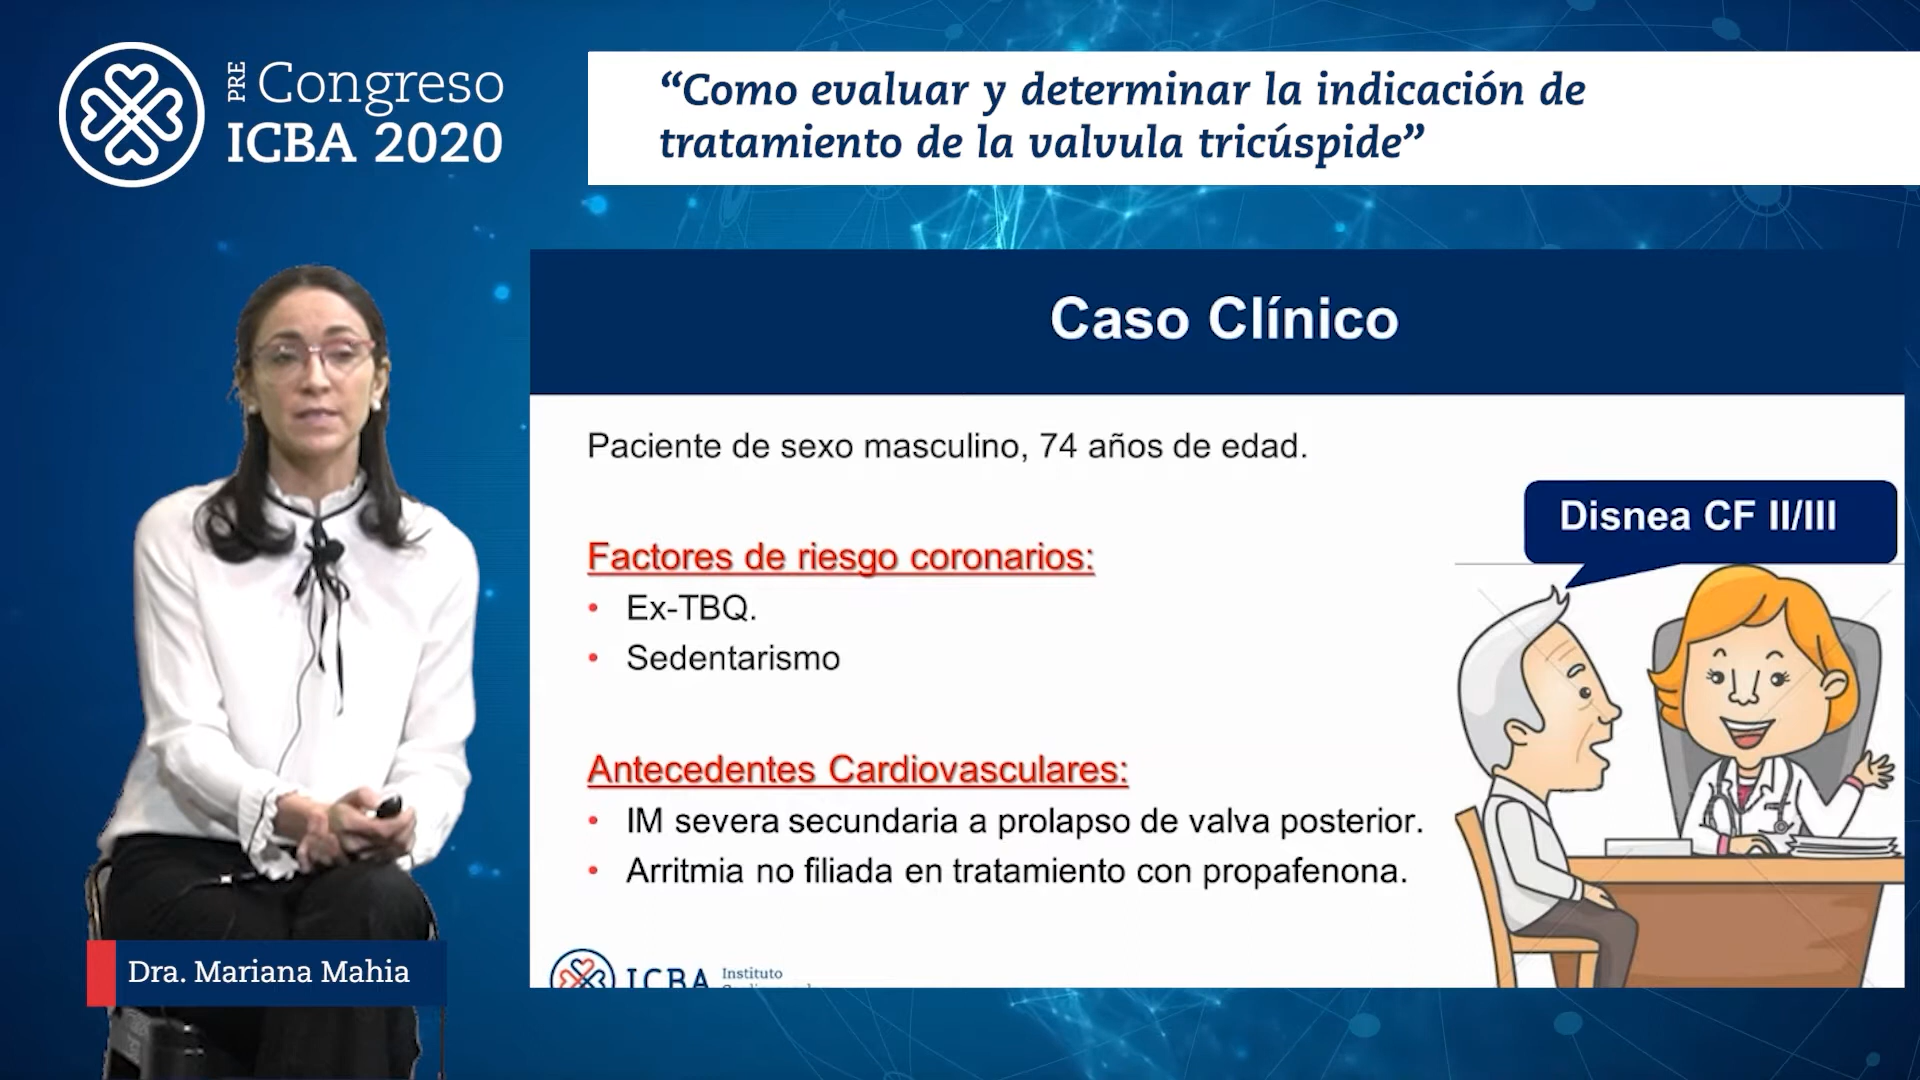 PRE
Congreso
ICBA 2020
“Como evaluar y determinar la indicación de
tratamiento de la valvula tricúspide”
Caso Clínico
Paciente de sexo masculino, 74 años de edad.
Disnea CF II/III
Factores de riesgo coronarios:
• Ex-TBQ.
• Sedentarismo
Antecedentes Cardiovasculares:
• IM severa secundaria a prolapso de valva posterior.
• Arritmia no filiada en tratamiento con propafenona.
ICBA Instituto
Dra. Mariana Mahia